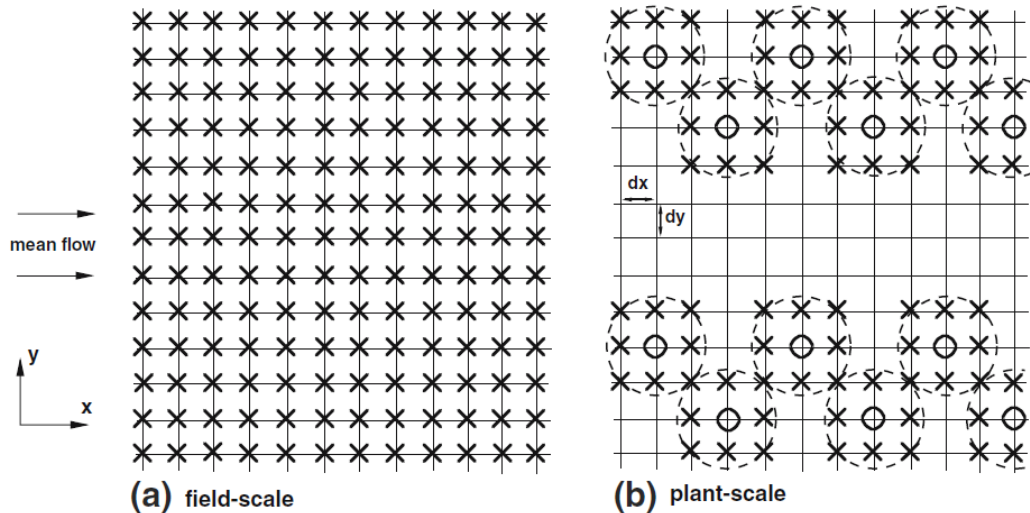 mean flow
y
x
(a) field-scale
dx
dy
(b) plant-scale